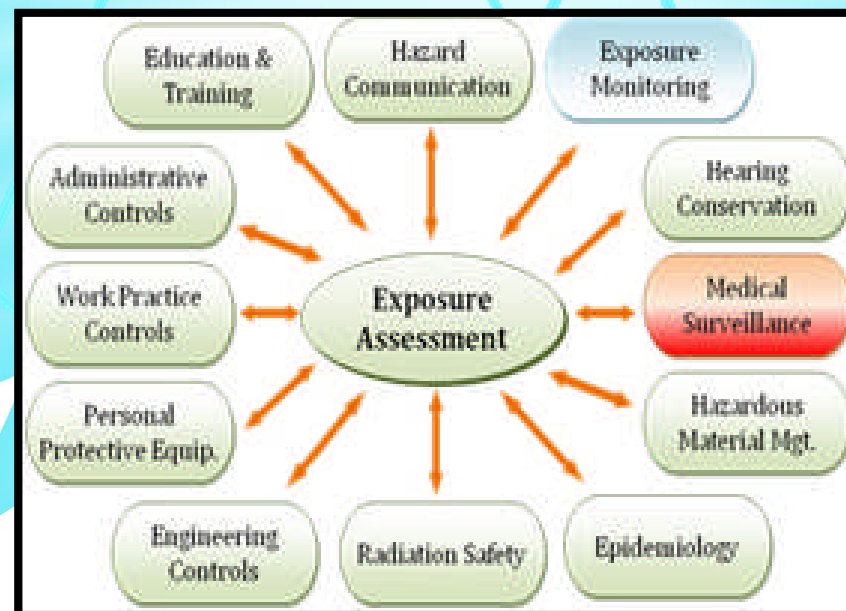 Education &
Training
Hazard
Communication
Exposure
Monitoring
Administrative
Controls
Hearing
Conservation
Work Practice
Controls
Exposure
Assessment
Medical
Surveillance
Personal
Protective Equip.
Hazardous
Material Mgt.
Engineering
Controls
Radiation Safety
Epidemiology